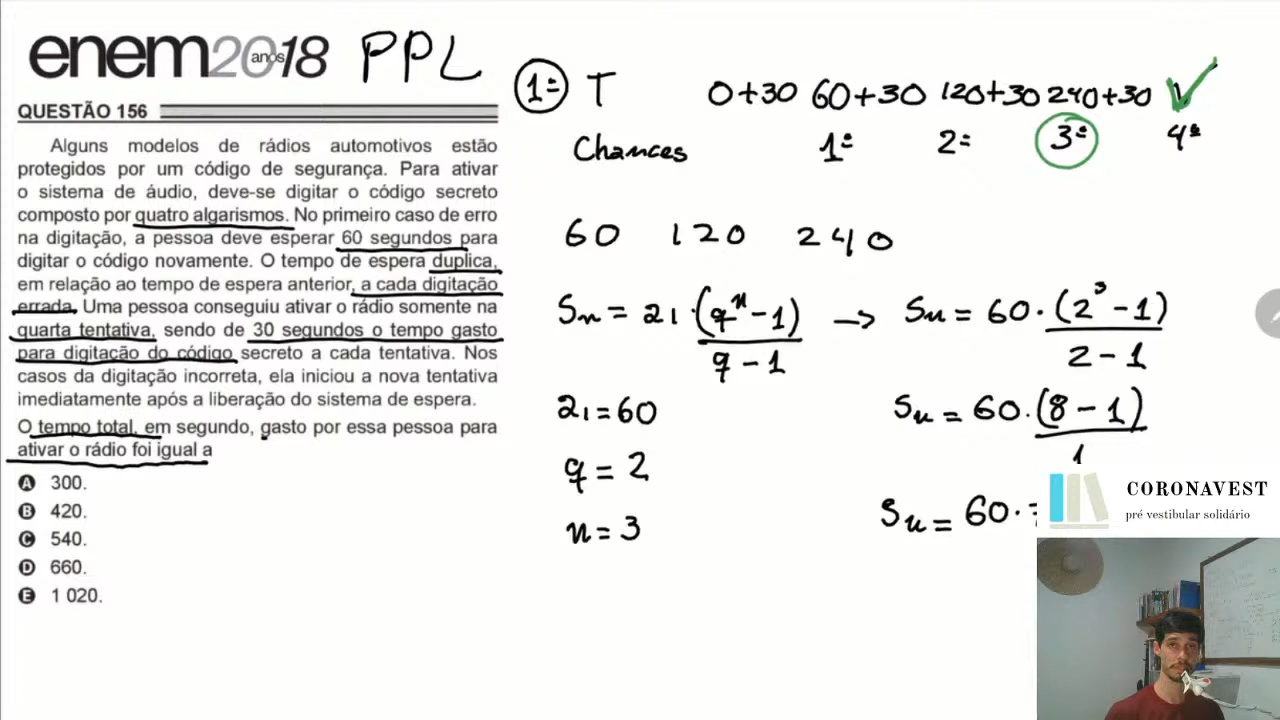 enem2018 PPL
anos
QUESTÃO 156
Alguns modelos de rádios automotivos estão
protegidos por um código de segurança. Para ativar
o sistema de áudio, deve-se digitar o código secreto
composto por quatro algarismos. No primeiro caso de erro
na digitação, a pessoa deve esperar 60 segundos para
digitar o código novamente. O tempo de espera duplica,
em relação ao tempo de espera anterior, a cada digitação
errada. Uma pessoa conseguiu ativar o rádio somente na
quarta tentativa, sendo de 30 segundos o tempo gasto
para digitação do código secreto a cada tentativa. Nos
casos da digitação incorreta, ela iniciou a nova tentativa
imediatamente após a liberação do sistema de espera.
O tempo total, em segundo, gasto por essa pessoa para
ativar o rádio foi igual a
A 300.
B 420.
C 540.
D 660.
E 1 020.
1ª T 0+30 60+30 120+30 240+30
Chances 1ª 2ª 3ª 4ª
60 120 240
Sn = a1·(q^n-1)/(q-1) → Sn = 60·(2^3-1)/(2-1)
a1=60
q=2
n=3
Sn = 60·(8-1)/1
Sn = 60·
CORONAVEST
pré vestibular solidário